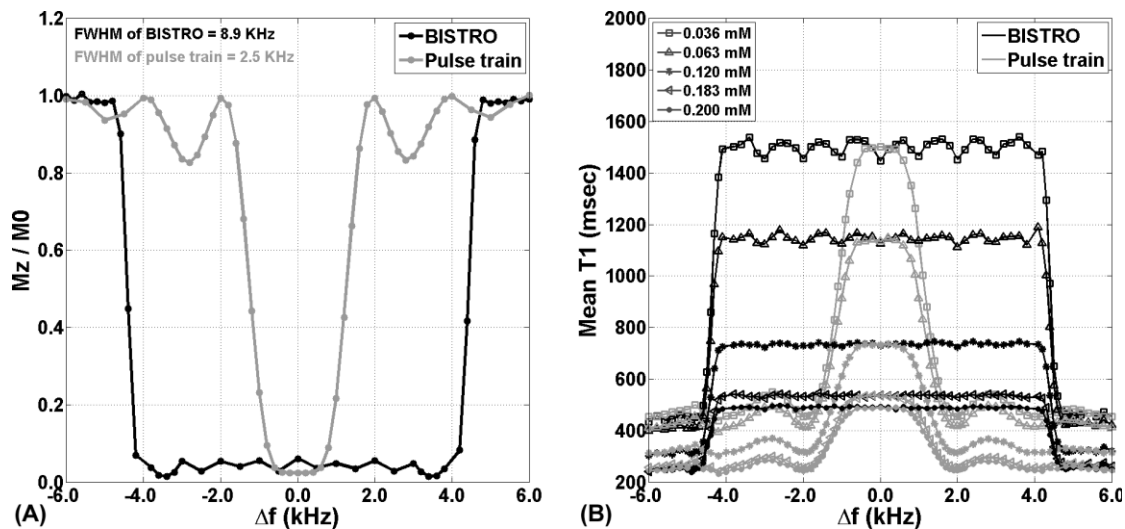 FWHM of BISTRO = 8.9 KHz
FWHM of pulse train = 2.5 KHz
BISTRO
Pulse train
1.2
1.0
0.8
0.6
0.4
0.2
0.0
-6.0 -4.0 -2.0 0.0 2.0 4.0 6.0
Mz / M0
Δf (kHz)
(A)
0.036 mM
0.063 mM
0.120 mM
0.183 mM
0.200 mM
BISTRO
Pulse train
2000
1800
1600
1400
1200
1000
800
600
400
200
-6.0 -4.0 -2.0 0.0 2.0 4.0 6.0
Mean T1 (msec)
Δf (kHz)
(B)